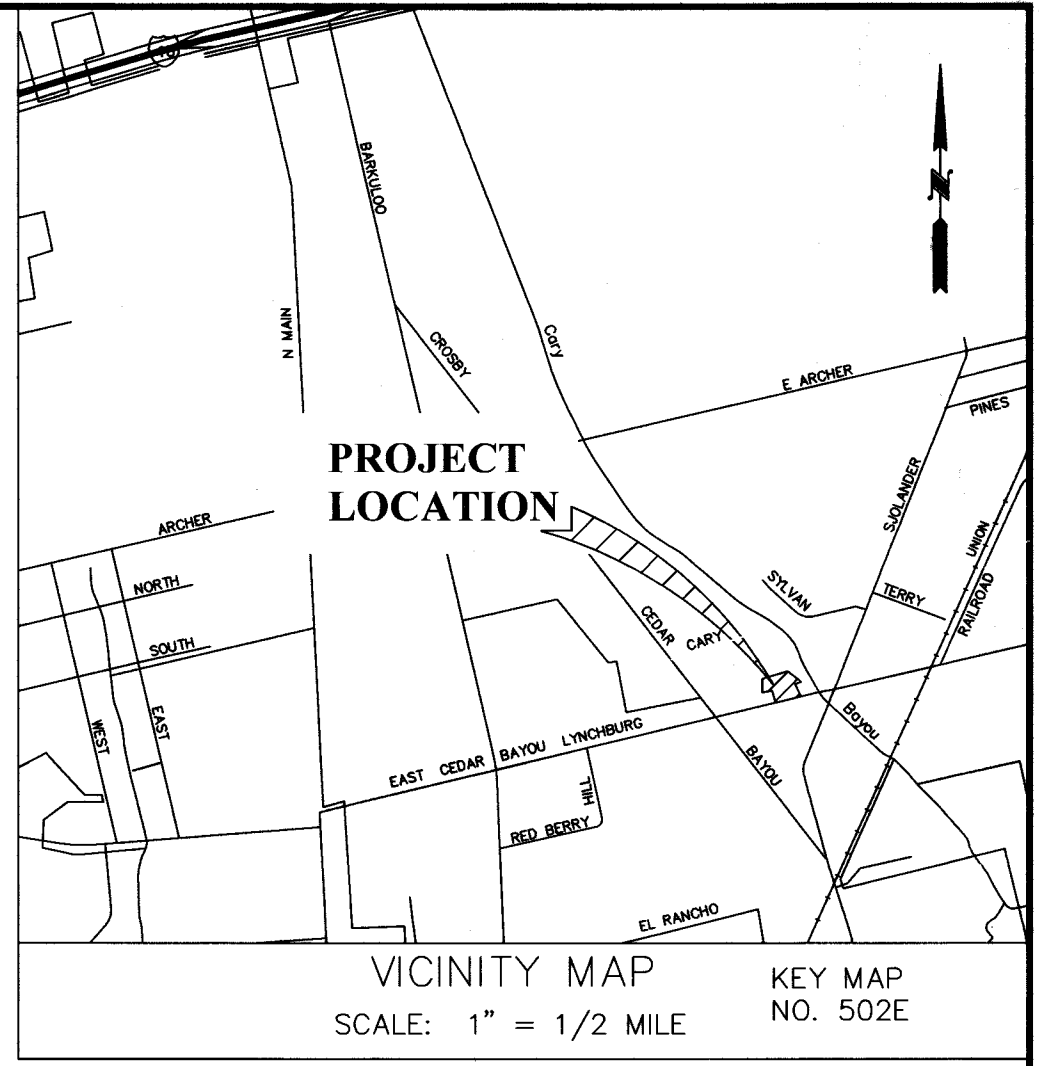 BARKULOO
N MAIN
CROSBY
Cary
E ARCHER
PINES
PROJECT
LOCATION
SJOLANDER
ARCHER
UNION
RAILROAD
NORTH
SYLVAN
TERRY
CEDAR
CARY
SOUTH
WEST
EAST
Bayou
EAST CEDAR BAYOU LYNCHBURG
BAYOU
HILL
RED BERRY
EL RANCHO
VICINITY MAP
SCALE: 1" = 1/2 MILE
KEY MAP
NO. 502E